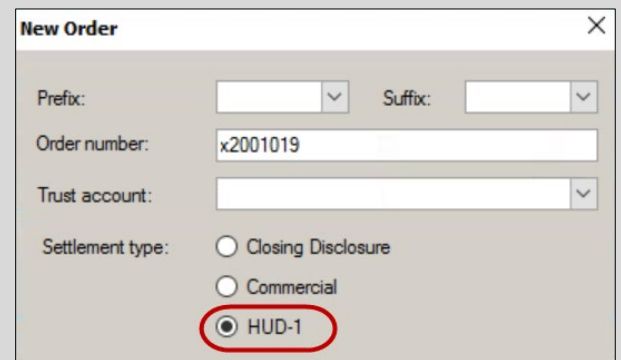 New Order
Prefix: Suffix:
Order number: x2001019
Trust account:
Settlement type: Closing Disclosure
Commercial
HUD-1